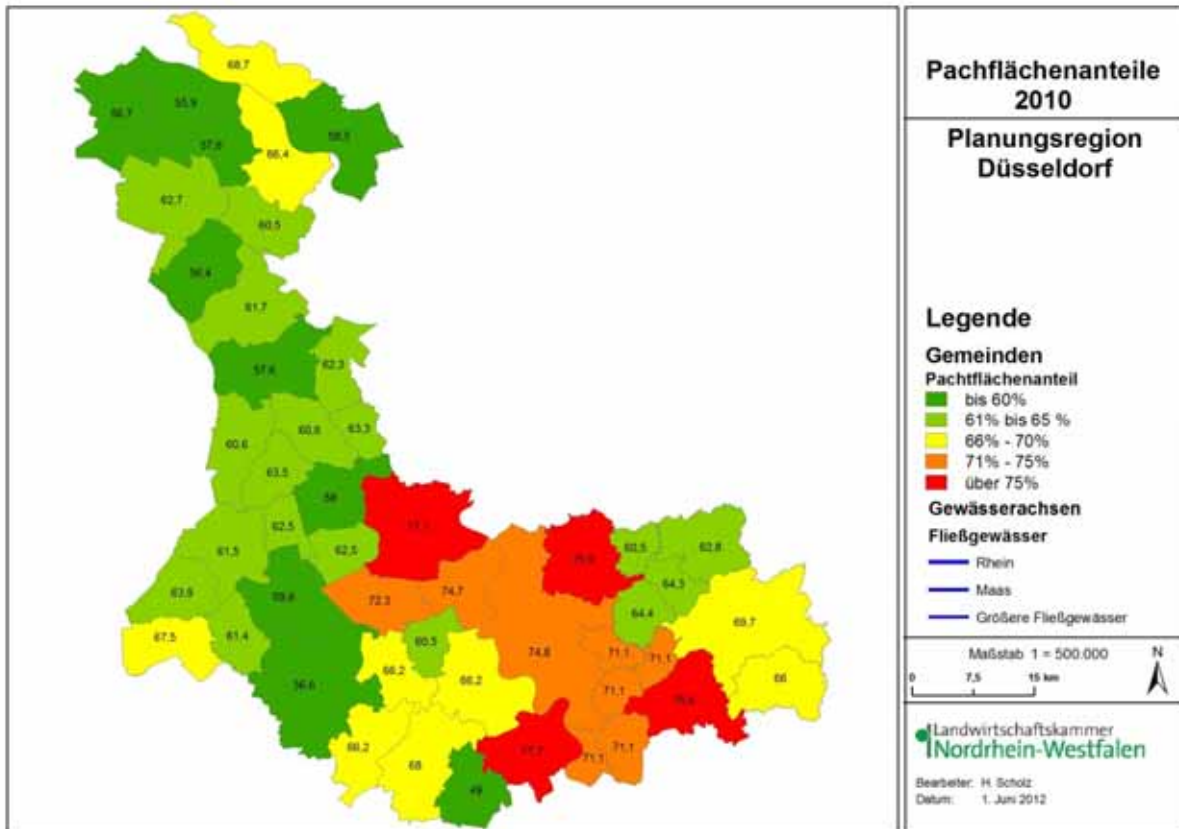 68,7
55,9
57,8
66,4
62,7
60,5
61,7
57,6
62,3
60,6
60,8
63,3
63,5
58
62,5
62,5
61,5
63,6
61,4
67,5
72,3
74,7
60,5
62,8
64,3
64,4
69,7
66
74,8
71,1
71,1
71,1
71,1
71,1
66,2
66,2
66,2
68
49
56,6
Pachflächenanteile
2010
Planungsregion
Düsseldorf
Legende
Gemeinden
Pachtflächenanteil
bis 60%
61% bis 65 %
66% - 70%
71% - 75%
über 75%
Gewässerachsen
Fließgewässer
Rhein
Maas
Größere Fließgewässer
Maßstab 1 = 500.000
N
0 7,5 15 km
Landwirtschaftskammer
Nordrhein-Westfalen
Bearbeiter: H. Scholz
Datum: 1. Juni 2012